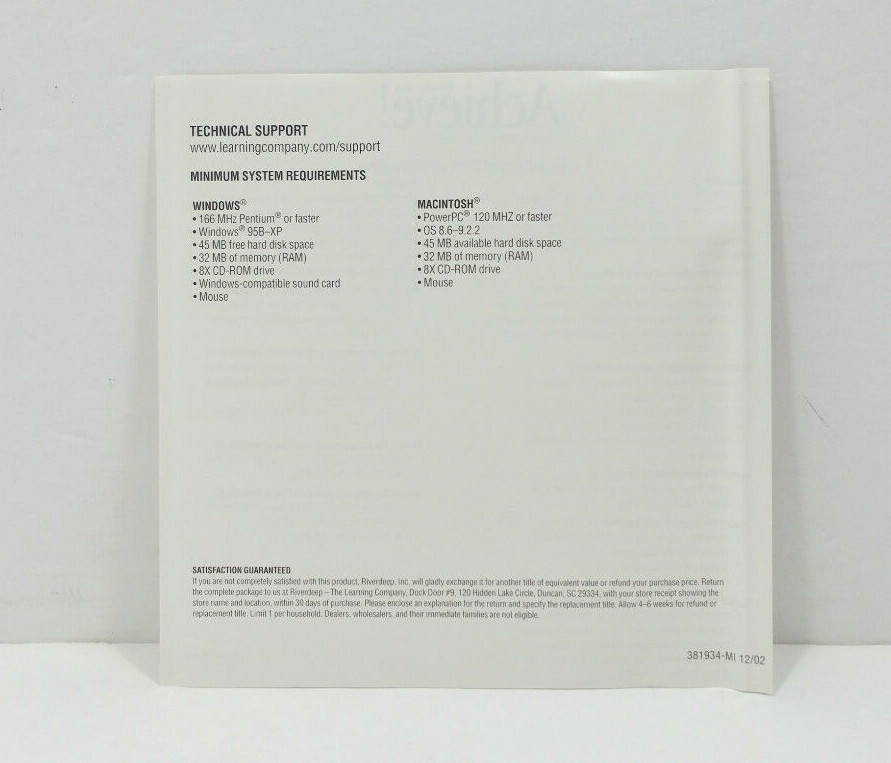 TECHNICAL SUPPORT
www.learningcompany.com/support
MINIMUM SYSTEM REQUIREMENTS
WINDOWS®
• 166 MHz Pentium® or faster
• Windows® 95B–XP
• 45 MB free hard disk space
• 32 MB of memory (RAM)
• 8X CD-ROM drive
• Windows-compatible sound card
• Mouse
MACINTOSH®
• PowerPC® 120 MHZ or faster
• OS 8.6–9.2.2
• 45 MB available hard disk space
• 32 MB of memory (RAM)
• 8X CD-ROM drive
• Mouse
SATISFACTION GUARANTEED
If you are not completely satisfied with this product, Riverdeep, Inc. will gladly exchange it for another title of equivalent value or refund your purchase price. Return
the complete package to us at Riverdeep – The Learning Company, Dock Door #9, 120 Hidden Lake Circle, Duncan, SC 29334, with your store receipt showing the
store name and location, within 30 days of purchase. Please enclose an explanation for the return and specify the replacement title. Allow 4–6 weeks for refund or
replacement title. Limit 1 per household. Dealers, wholesalers, and their immediate families are not eligible.
381934-MI 12/02
Achieve!